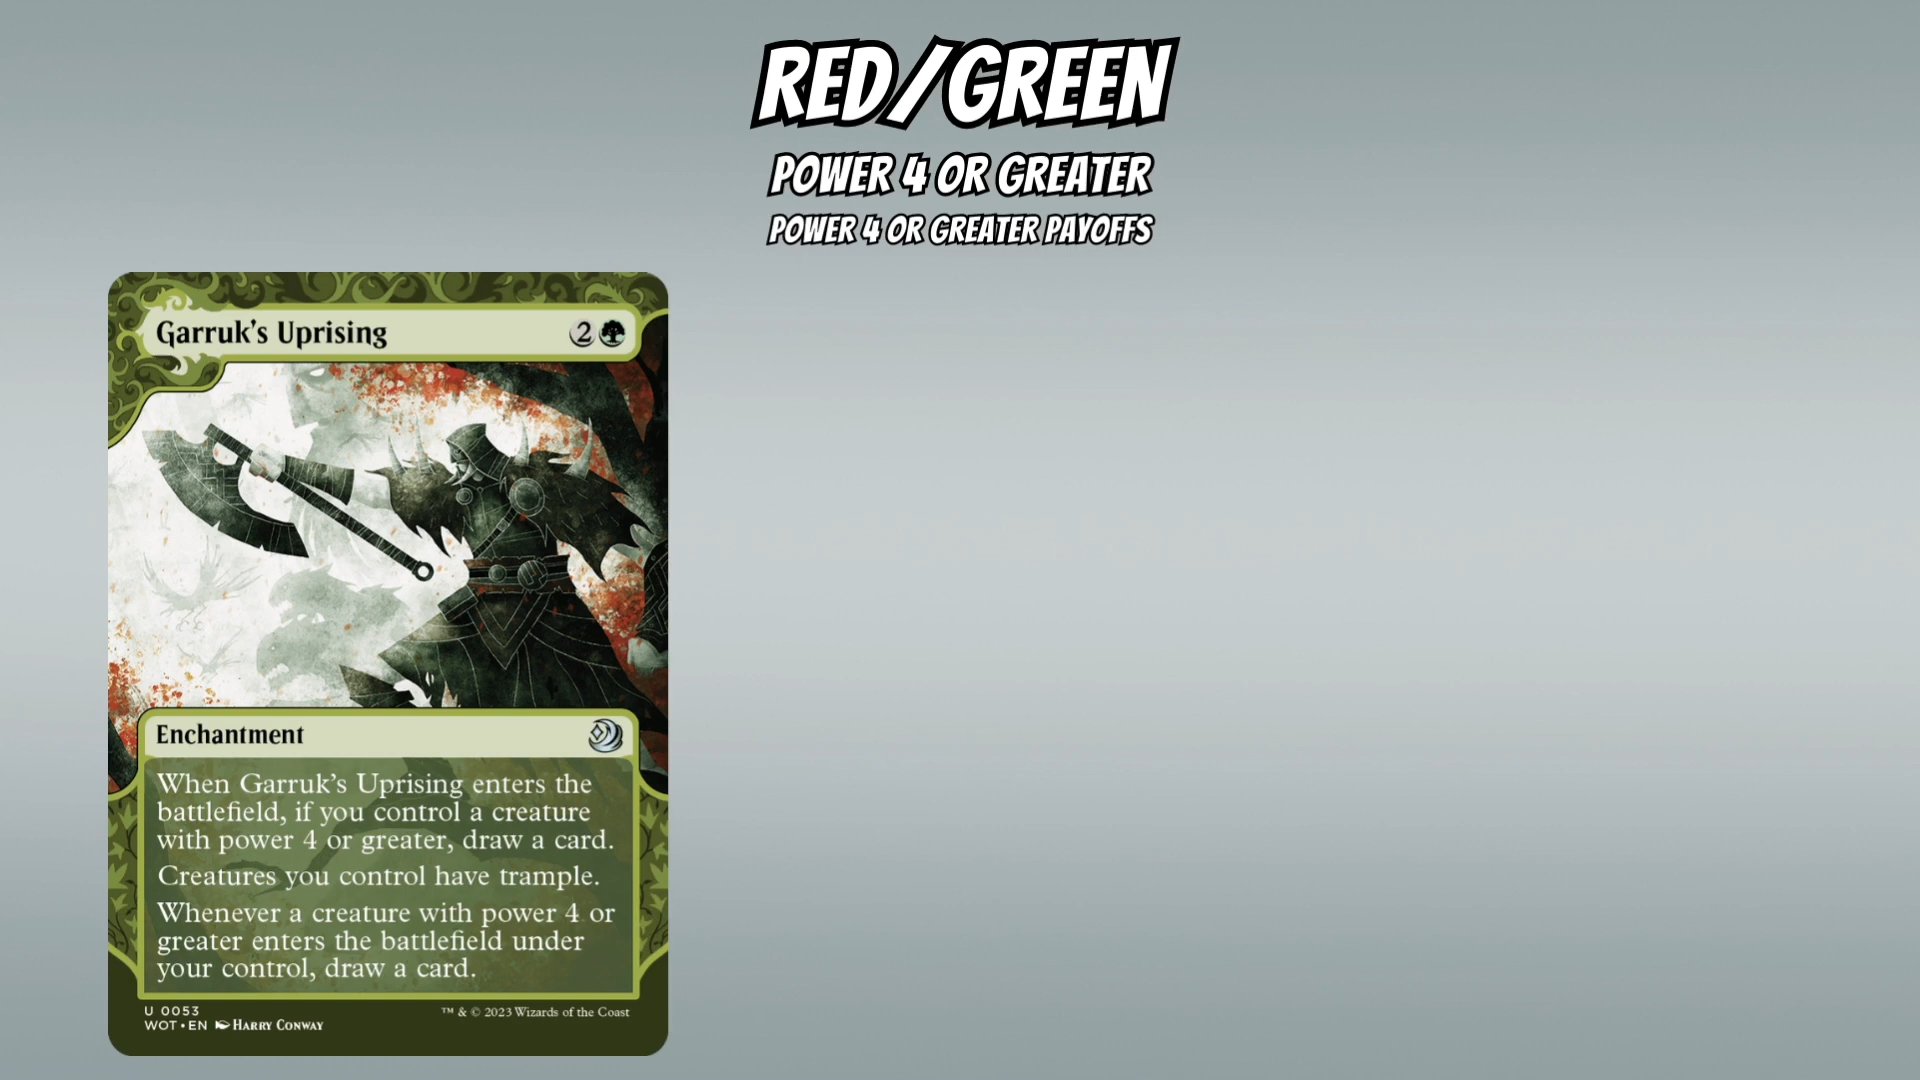 RED/GREEN
POWER 4 OR GREATER
POWER 4 OR GREATER PAYOFFS
Garruk's Uprising 2
Enchantment
When Garruk's Uprising enters the
battlefield, if you control a creature
with power 4 or greater, draw a card.
Creatures you control have trample.
Whenever a creature with power 4 or
greater enters the battlefield under
your control, draw a card.
U 0053
WOT • EN HARRY CONWAY
™ & © 2023 Wizards of the Coast